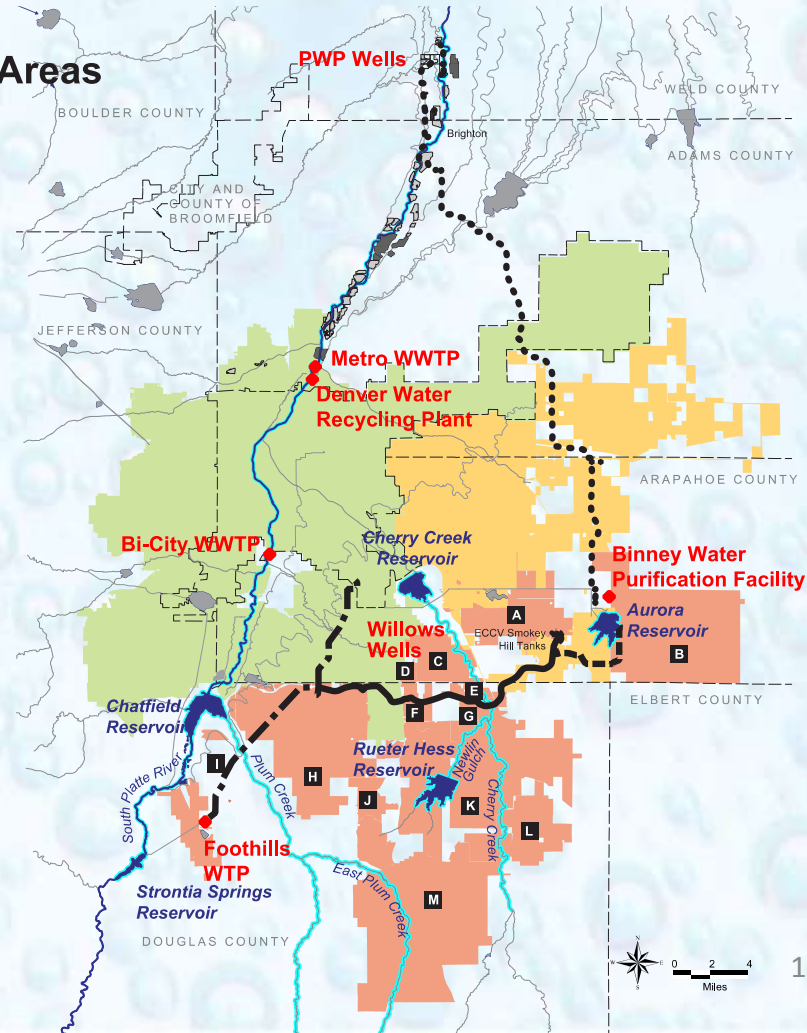 Areas
PWP Wells
BOULDER COUNTY
WELD COUNTY
Brighton
ADAMS COUNTY
CITY AND
COUNTY OF
BROOMFIELD
JEFFERSON COUNTY
Metro WWTP
Denver Water
Recycling Plant
ARAPAHOE COUNTY
Bi-City WWTP
Cherry Creek
Reservoir
Binney Water
Purification Facility
Aurora
Reservoir
A
ECCV Smokey
Hill Tanks
Willows
Wells
B
C
D
E
ELBERT COUNTY
Chatfield
Reservoir
F
G
Rueter Hess
Reservoir
Newlin
Gulch
I
H
Plum Creek
South Platte River
J
K
Cherry Creek
L
Foothills
WTP
Strontia Springs
Reservoir
East Plum Creek
M
DOUGLAS COUNTY
N
W
E
S
0 2 4
Miles
1